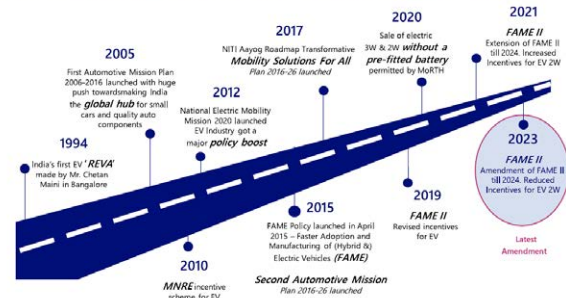 1994
India's first EV 'REVA'
made by Mr. Chetan
Maini in Bangalore
2005
First Automotive Mission Plan
2006-2016 launched with huge
push towardsmaking India
the global hub for small
cars and quality auto
components
2010
MNRE incentive
scheme for EV
2012
National Electric Mobility
Mission 2020 launched
EV Industry got a
major policy boost
2015
FAME Policy launched in April
2015 – Faster Adoption and
Manufacturing of (Hybrid &)
Electric Vehicles (FAME)
Second Automotive Mission
Plan 2016-26 launched
2017
NITI Aayog Roadmap Transformative
Mobility Solutions For All
Plan 2016-26 launched
2019
FAME II
Revised incentives
for EV
2020
Sale of electric
3W & 2W without a
pre-fitted battery
permitted by MoRTH
2021
FAME II
Extension of FAME II
till 2024. Increased
Incentives for EV 2W
2023
FAME II
Amendment of FAME II
till 2024. Reduced
Incentives for EV 2W
Latest
Amendment